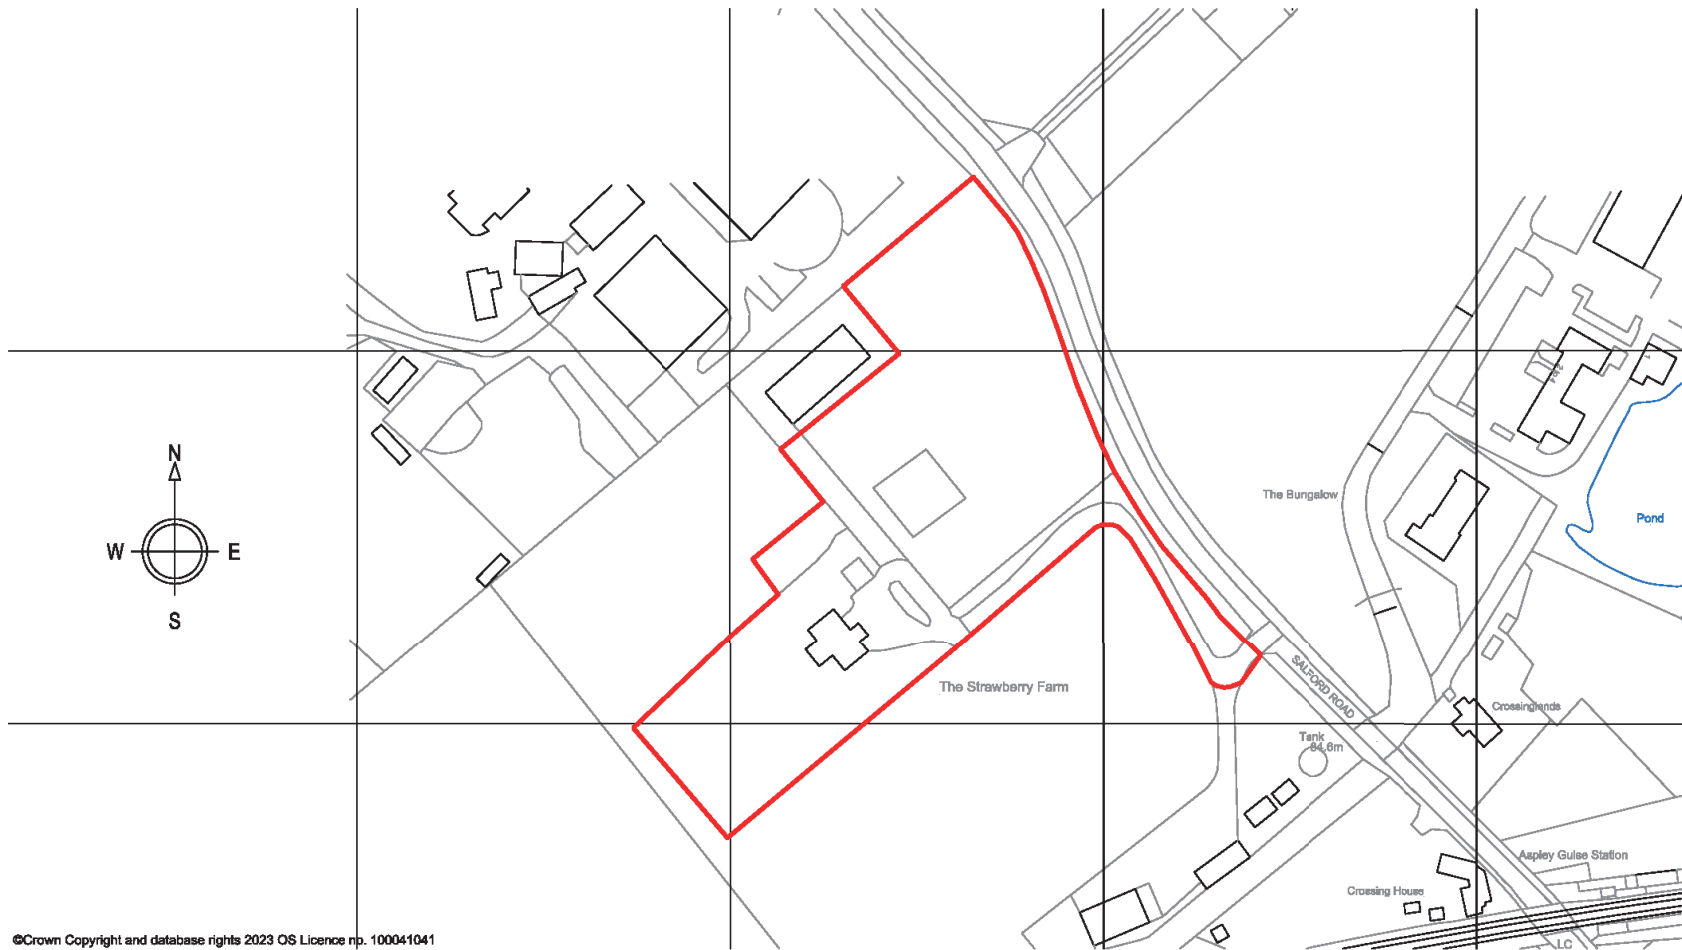 N
W
E
S
The Bungalow
Pond
The Strawberry Farm
SALFORD ROAD
Crossinglands
Tank
84.6m
Aspley Guise Station
Crossing House
LC
©Crown Copyright and database rights 2023 OS Licence no. 100041041